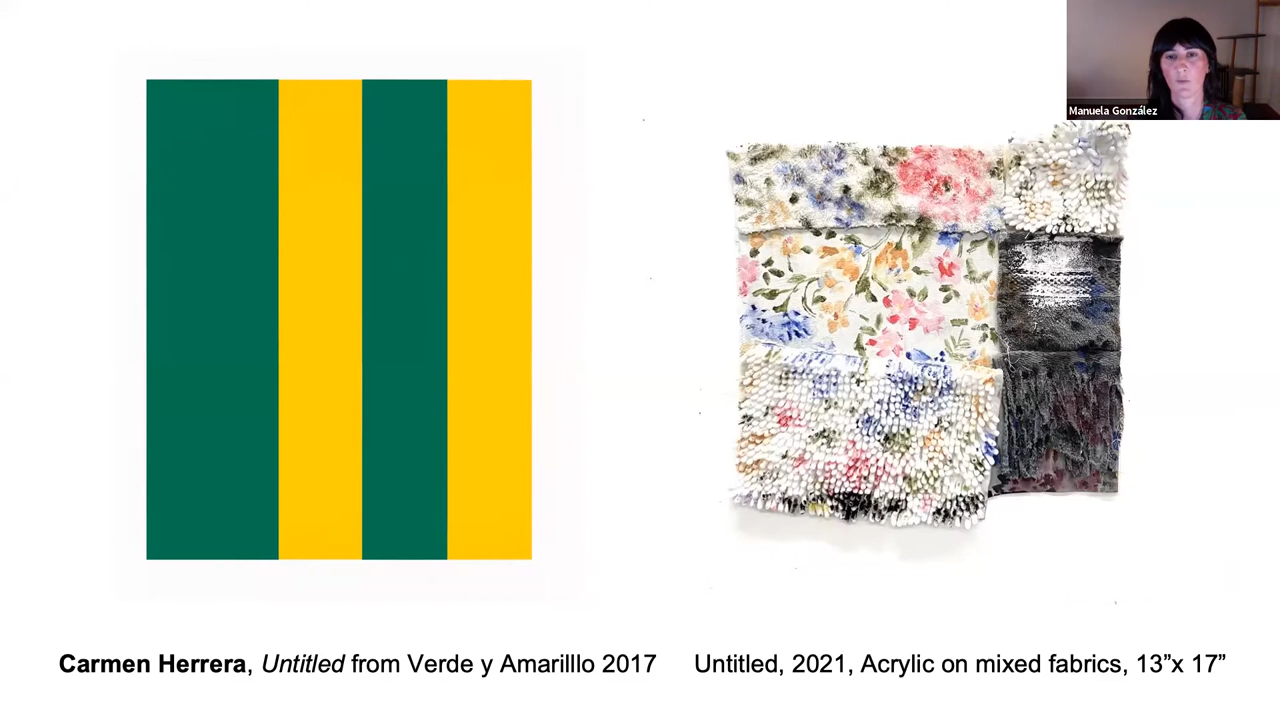 Manuela González
Carmen Herrera, Untitled from Verde y Amarilllo 2017
Untitled, 2021, Acrylic on mixed fabrics, 13”x 17”